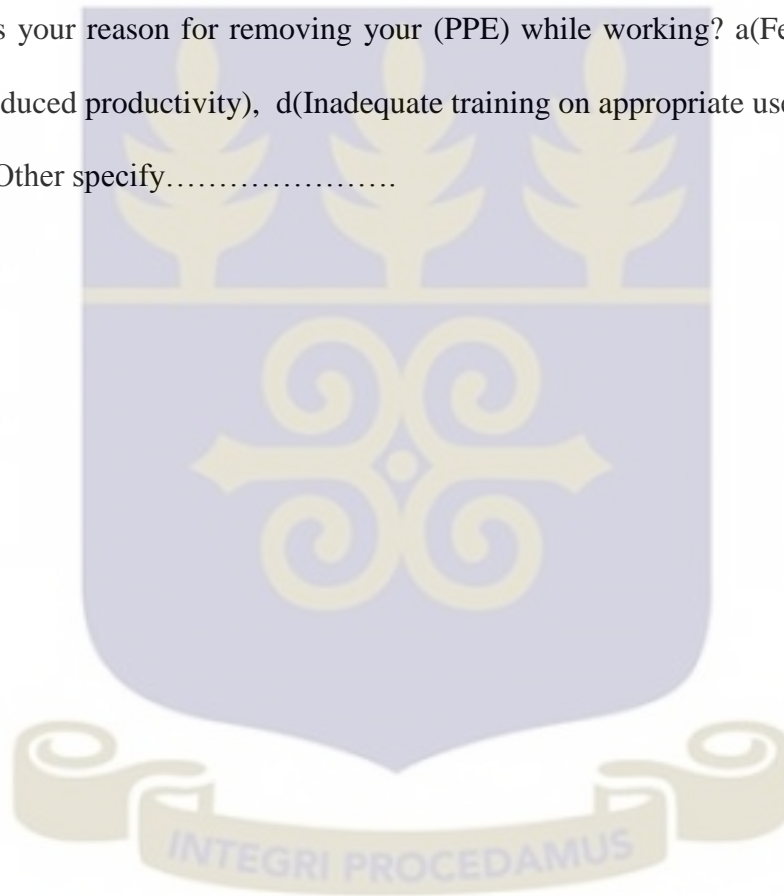 s your reason for removing your (PPE) while working? a(Fe
duced productivity), d(Inadequate training on appropriate use
Other specify………………….
INTEGRI PROCEDAMUS